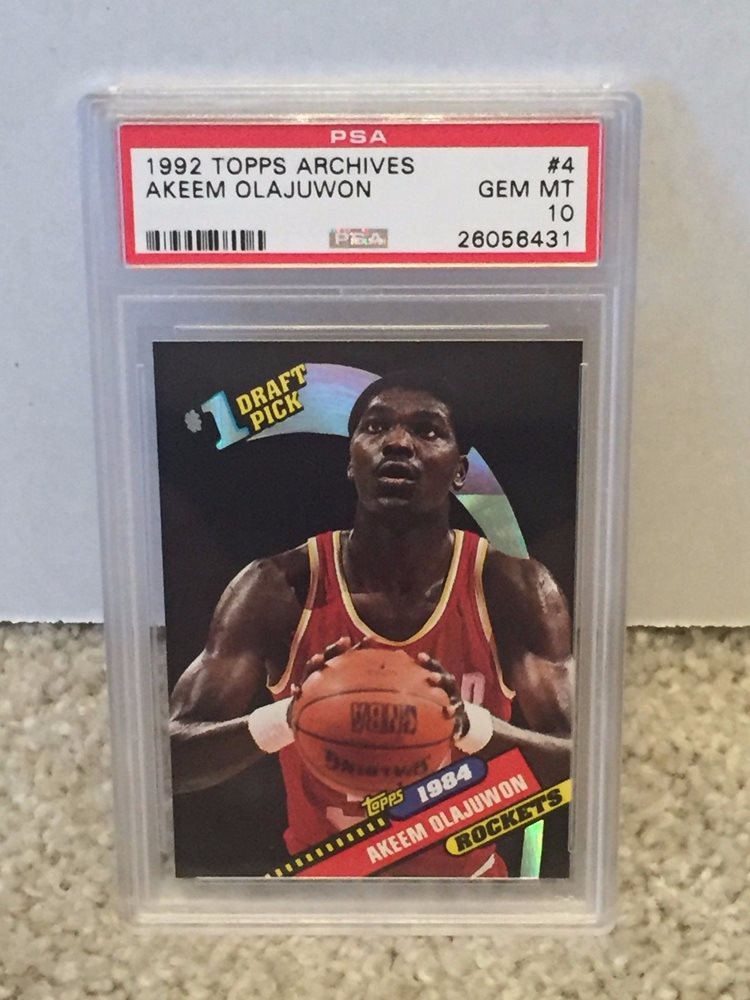 PSA
1992 TOPPS ARCHIVES #4
AKEEM OLAJUWON GEM MT
10
PSA 26056431
#1 DRAFT
PICK
Topps 1984
AKEEM OLAJUWON
ROCKETS